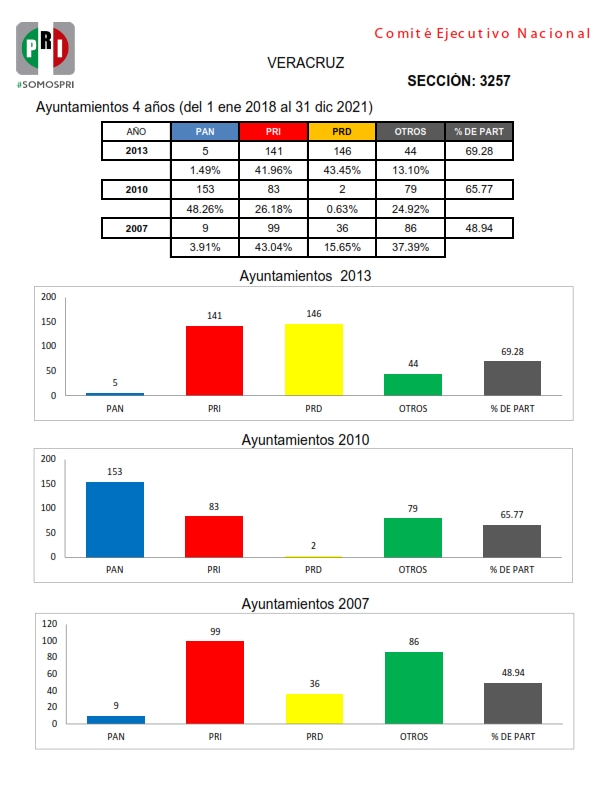 Comité Ejecutivo Nacional
PRI
#SOMOSPRI
VERACRUZ
SECCIÓN: 3257
Ayuntamientos 4 años (del 1 ene 2018 al 31 dic 2021)
AÑO PAN PRI PRD OTROS % DE PART
2013 5 141 146 44 69.28
1.49% 41.96% 43.45% 13.10%
2010 153 83 2 79 65.77
48.26% 26.18% 0.63% 24.92%
2007 9 99 36 86 48.94
3.91% 43.04% 15.65% 37.39%
Ayuntamientos 2013
200
150
100
50
0
5 141 146 44 69.28
PAN PRI PRD OTROS % DE PART
Ayuntamientos 2010
200
150
100
50
0
153 83 2 79 65.77
PAN PRI PRD OTROS % DE PART
Ayuntamientos 2007
120
100
80
60
40
20
0
9 99 36 86 48.94
PAN PRI PRD OTROS % DE PART